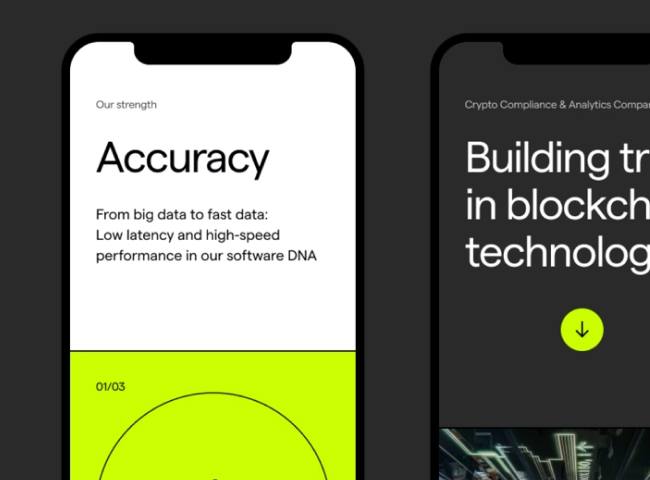 Our strength
Accuracy
From big data to fast data:
Low latency and high-speed
performance in our software DNA
01/03
Crypto Compliance & Analytics Compan
Building tr
in blockch
technolog